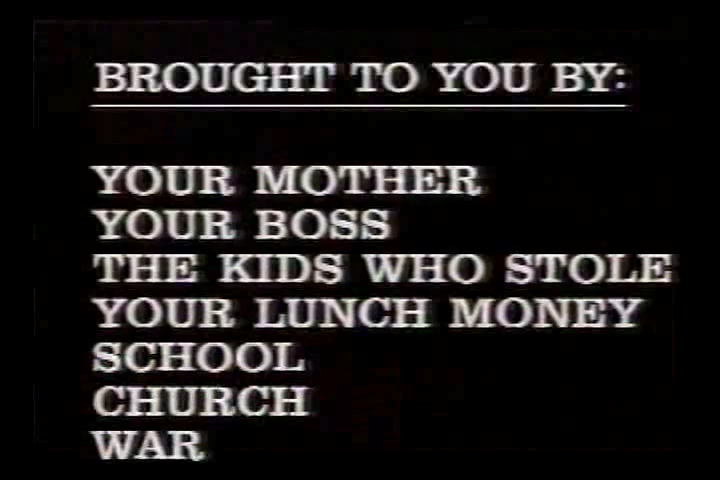 BROUGHT TO YOU BY:
YOUR MOTHER
YOUR BOSS
THE KIDS WHO STOLE
YOUR LUNCH MONEY
SCHOOL
CHURCH
WAR